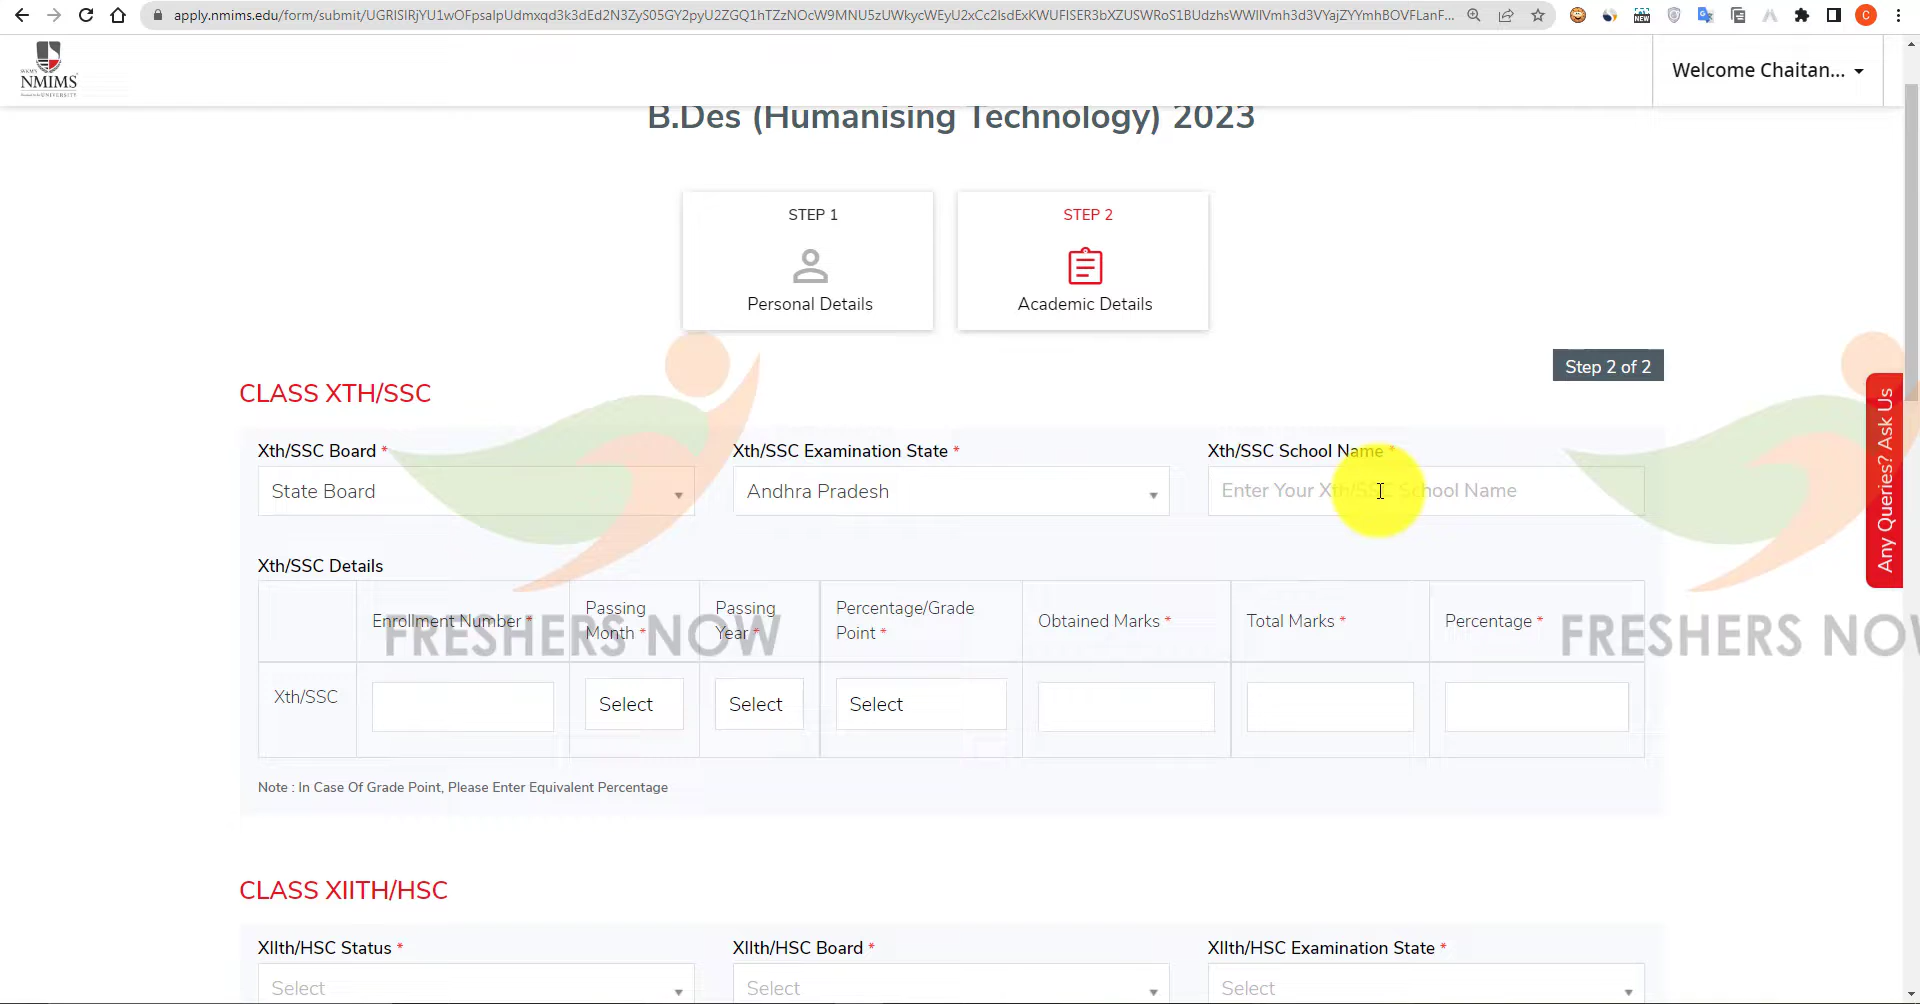 apply.nmims.edu/form/submit/
C
SVKM'S
NMIMS
Welcome Chaitan...
B.Des (Humanising Technology) 2023
STEP 1
STEP 2
Personal Details
Academic Details
Step 2 of 2
CLASS XTH/SSC
Any Queries? Ask Us
Xth/SSC Board *
Xth/SSC Examination State *
Xth/SSC School Name *
State Board
Andhra Pradesh
Enter Your Xth/SSC School Name
Xth/SSC Details
Enrollment Number *
Passing Month *
Passing Year *
Percentage/Grade Point *
Obtained Marks *
Total Marks *
Percentage *
FRESHERS NOW
FRESHERS NOW
Xth/SSC
Select
Select
Select
Note : In Case Of Grade Point, Please Enter Equivalent Percentage
CLASS XIITH/HSC
XIIth/HSC Status *
XIIth/HSC Board *
XIIth/HSC Examination State *
Select
Select
Select